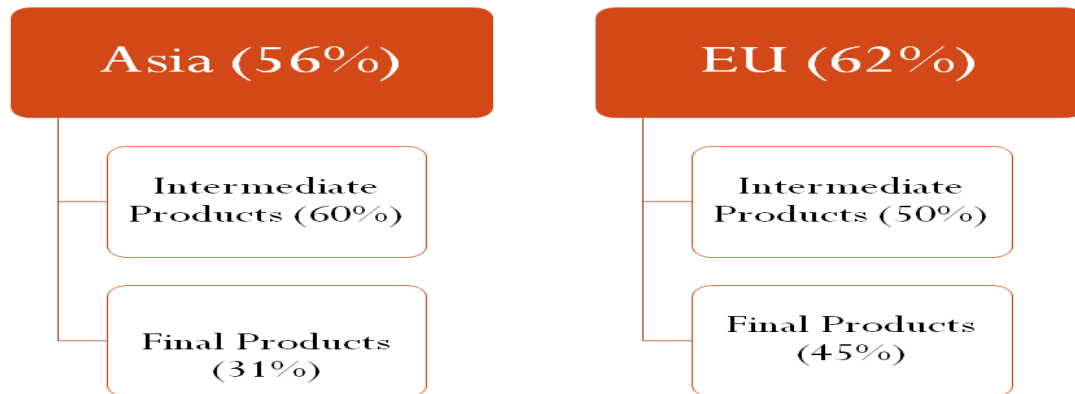 Asia (56%)
Intermediate
Products (60%)
Final Products
(31%)
EU (62%)
Intermediate
Products (50%)
Final Products
(45%)